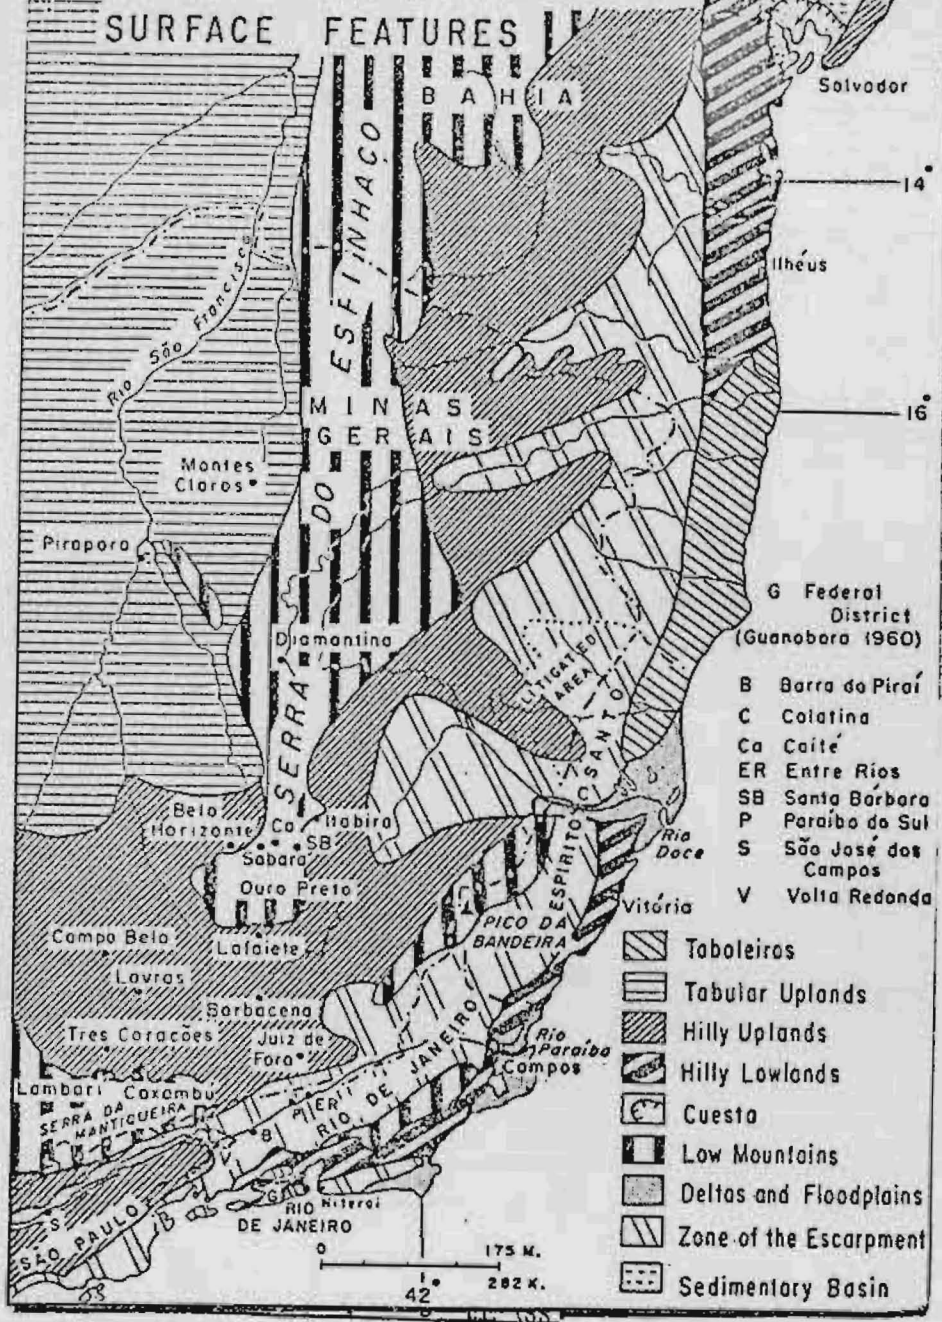 SURFACE FEATURES
BAHIA
Salvador
14°
Ilhéus
SERRA DO ESPINHAÇO
Rio São Francisco
MINAS
GERAIS
16°
Montes
Claros
Pirapora
Diamantina
LITIGATED
AREA
ESPIRITO SANTO
G Federal
District
(Guanabara 1960)
B Barra do Piraí
C Colatina
Ca Caité
ER Entre Rios
SB Santa Bárbara
P Paraíba do Sul
S São José dos
Campos
V Volta Redonda
C
Belo
Horizonte
Ca
Itabira
SB
Sabara
Rio
Doce
Ouro Preto
Vitória
PICO DA
BANDEIRA
Campo Belo
Lafaiete
Lavras
Barbacena
Tres Coracões
Juiz de
Fora
Rio
Paraíba
Campos
Lambari
Caxambu
SERRA DA
MANTIQUEIRA
P
ER
RIO DE JANEIRO
B
V
G
RIO
DE JANEIRO
Niteroi
S
SÃO PAULO
0 175 M.
282 K.
42°
Taboleiros
Tabular Uplands
Hilly Uplands
Hilly Lowlands
Cuesta
Low Mountains
Deltas and Floodplains
Zone of the Escarpment
Sedimentary Basin